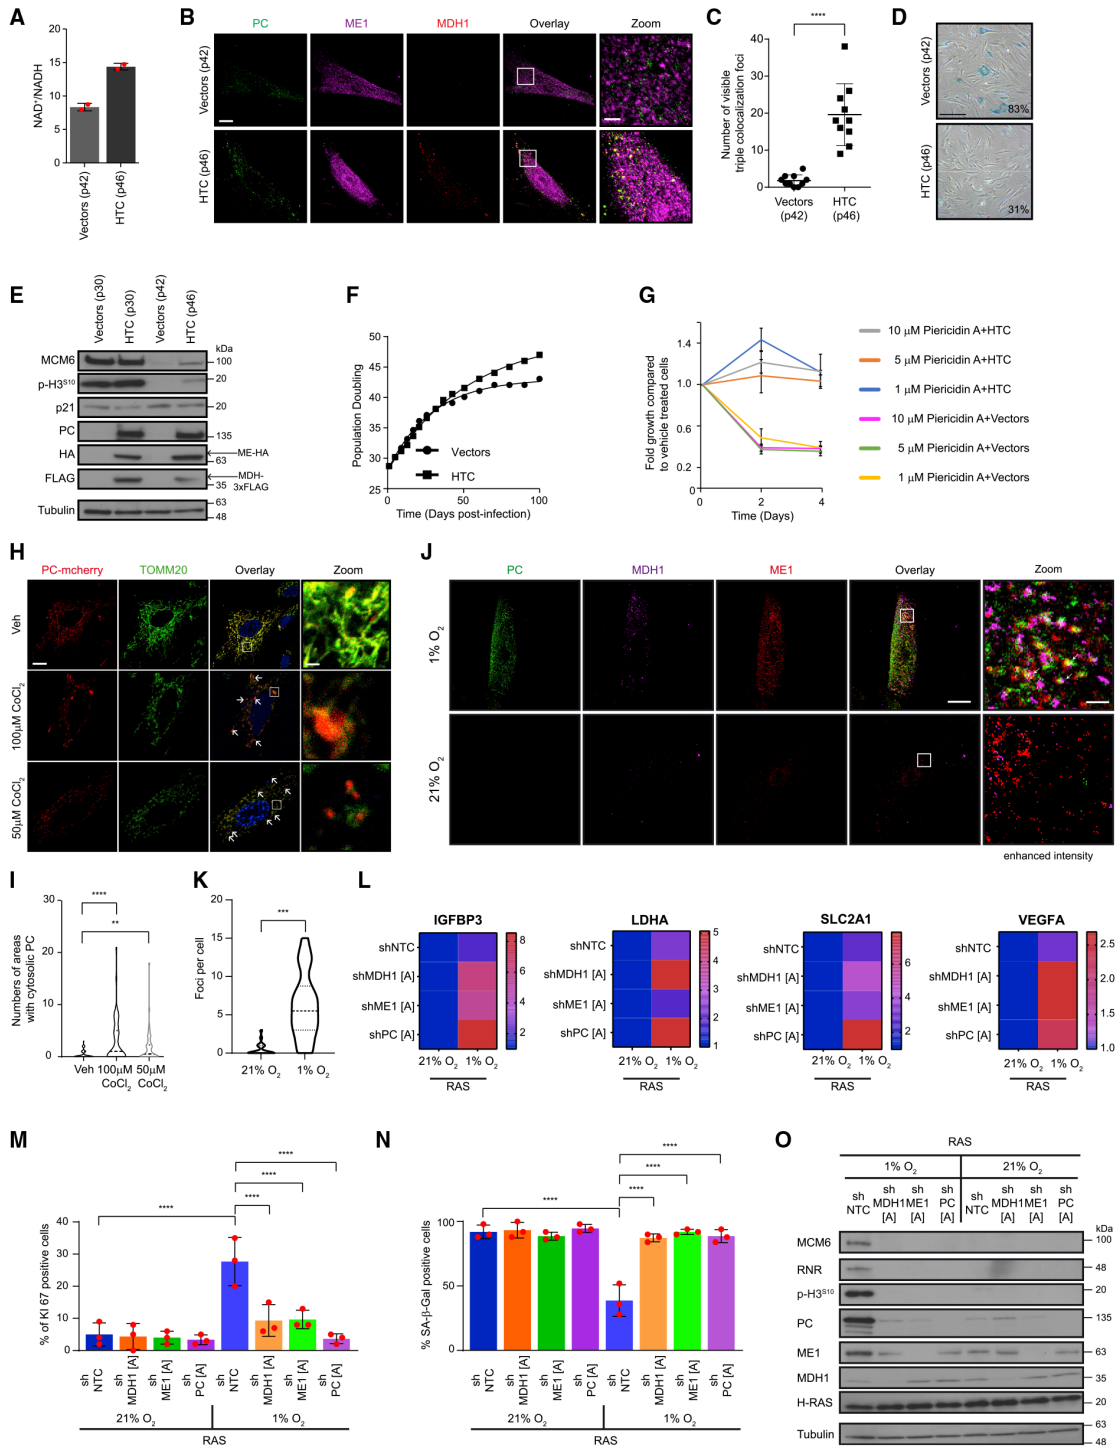 A
NAD⁺/NADH
20
15
10
5
0
Vectors (p42)
HTC (p46)
B
PC
ME1
MDH1
Overlay
Zoom
Vectors (p42)
HTC (p46)
C
****
Number of visible
triple colocalization foci
40
30
20
10
0
Vectors
(p42)
HTC
(p46)
D
Vectors (p42)
83%
HTC (p46)
31%
E
Vectors (p30)
HTC (p30)
Vectors (p42)
HTC (p46)
kDa
MCM6
100
p-H3S10
20
p21
20
PC
135
HA
ME-HA
63
FLAG
MDH-
3xFLAG
35
Tubulin
63
48
F
Population Doubling
50
45
40
35
30
25
Vectors
HTC
0
50
100
Time (Days post-infection)
G
Fold growth compared
to vehicle treated cells
1.4
1.0
0.6
0.2
0
2
4
Time (Days)
10 µM Piericidin A+HTC
5 µM Piericidin A+HTC
1 µM Piericidin A+HTC
10 µM Piericidin A+Vectors
5 µM Piericidin A+Vectors
1 µM Piericidin A+Vectors
H
PC-mcherry
TOMM20
Overlay
Zoom
Veh
100µM CoCl₂
50µM CoCl₂
J
PC
MDH1
ME1
Overlay
Zoom
1% O₂
21% O₂
enhanced intensity
I
Numbers of areas
with cytosolic PC
30
20
10
0
****
**
Veh
100µM
CoCl₂
50µM
CoCl₂
K
Foci per cell
20
15
10
5
0
***
21% O₂
1% O₂
L
IGFBP3
shNTC
shMDH1 [A]
shME1 [A]
shPC [A]
8
6
4
2
21% O₂
1% O₂
RAS
LDHA
shNTC
shMDH1 [A]
shME1 [A]
shPC [A]
5
4
3
2
1
21% O₂
1% O₂
RAS
SLC2A1
shNTC
shMDH1 [A]
shME1 [A]
shPC [A]
6
4
2
21% O₂
1% O₂
RAS
VEGFA
shNTC
shMDH1 [A]
shME1 [A]
shPC [A]
2.5
2.0
1.5
1.0
21% O₂
1% O₂
RAS
M
% of KI 67 positive cells
40
30
20
10
0
****
****
****
****
sh
NTC
sh
MDH1 [A]
sh
ME1 [A]
sh
PC [A]
sh
NTC
sh
MDH1 [A]
sh
ME1 [A]
sh
PC [A]
21% O₂
1% O₂
RAS
N
% SA-β-Gal positive cells
100
50
0
****
****
****
****
sh
NTC
sh
MDH1 [A]
sh
ME1 [A]
sh
PC [A]
sh
NTC
sh
MDH1 [A]
sh
ME1 [A]
sh
PC [A]
21% O₂
1% O₂
RAS
O
RAS
1% O₂
21% O₂
sh NTC
sh MDH1 [A]
sh ME1 [A]
sh PC [A]
sh NTC
sh MDH1 [A]
sh ME1 [A]
sh PC [A]
kDa
MCM6
100
RNR
48
p-H3S10
20
PC
135
ME1
63
MDH1
35
H-RAS
20
Tubulin
63
48